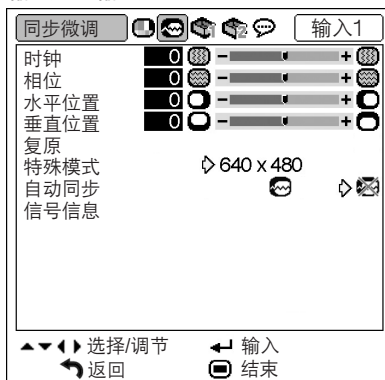 同步微调 输入1
时钟 0 − +
相位 0 − +
水平位置 0 − +
垂直位置 0 − +
复原
特殊模式 640 x 480
自动同步
信号信息
选择/调节 输入
返回 结束